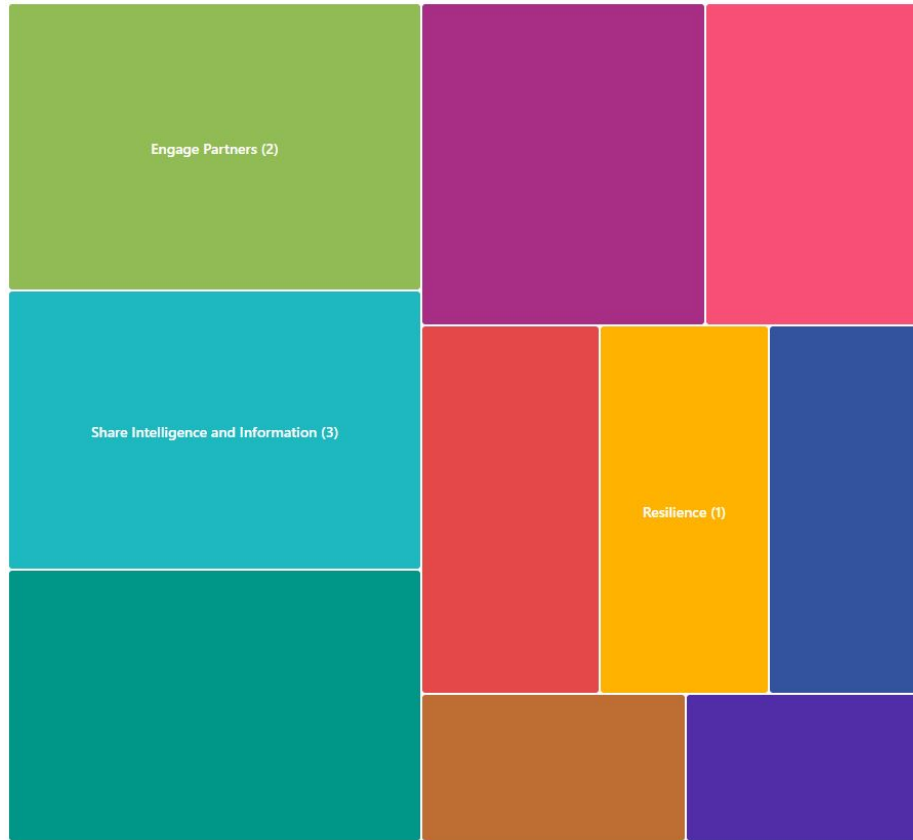 Engage Partners (2)
Share Intelligence and Information (3)
Resilience (1)